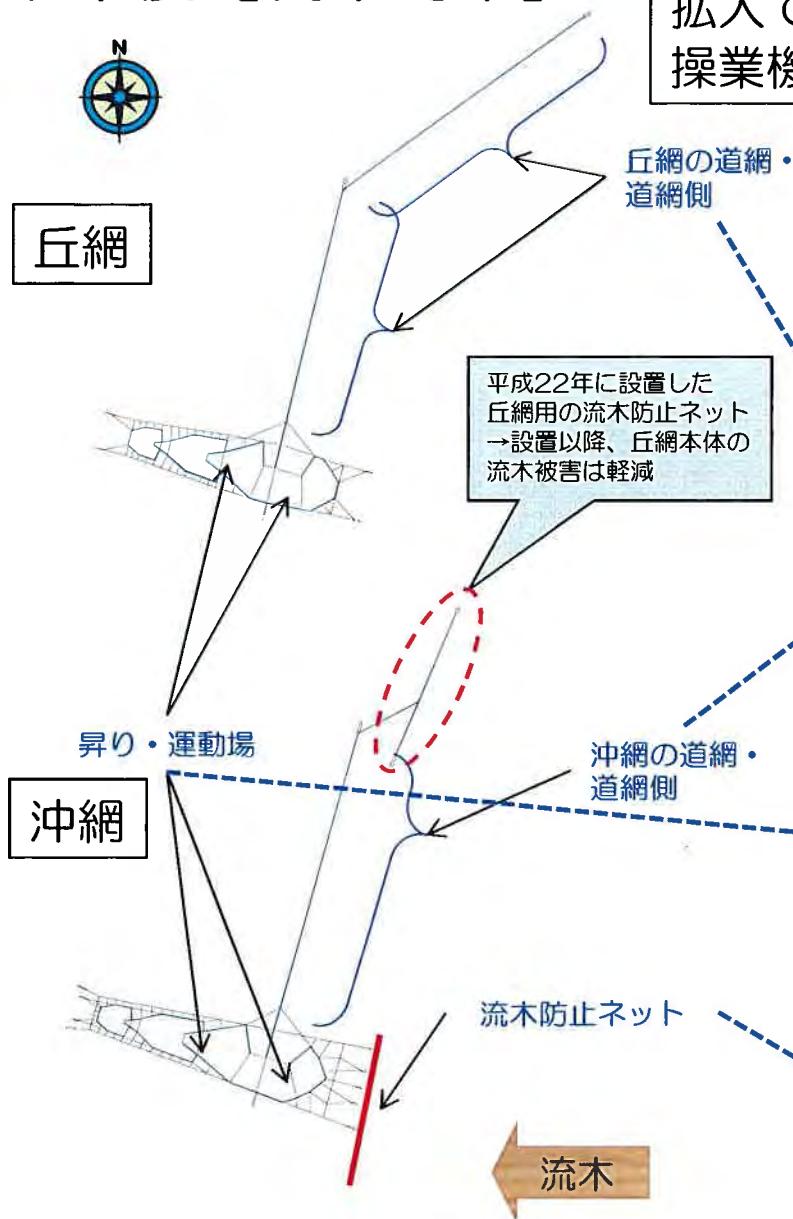 操業機
N
丘網の道網・
道網側
丘網
平成22年に設置した
丘網用の流木防止ネット
→設置以降、丘網本体の
流木被害は軽減
昇り・運動場
沖網の道網・
道網側
沖網
流木防止ネット
流木